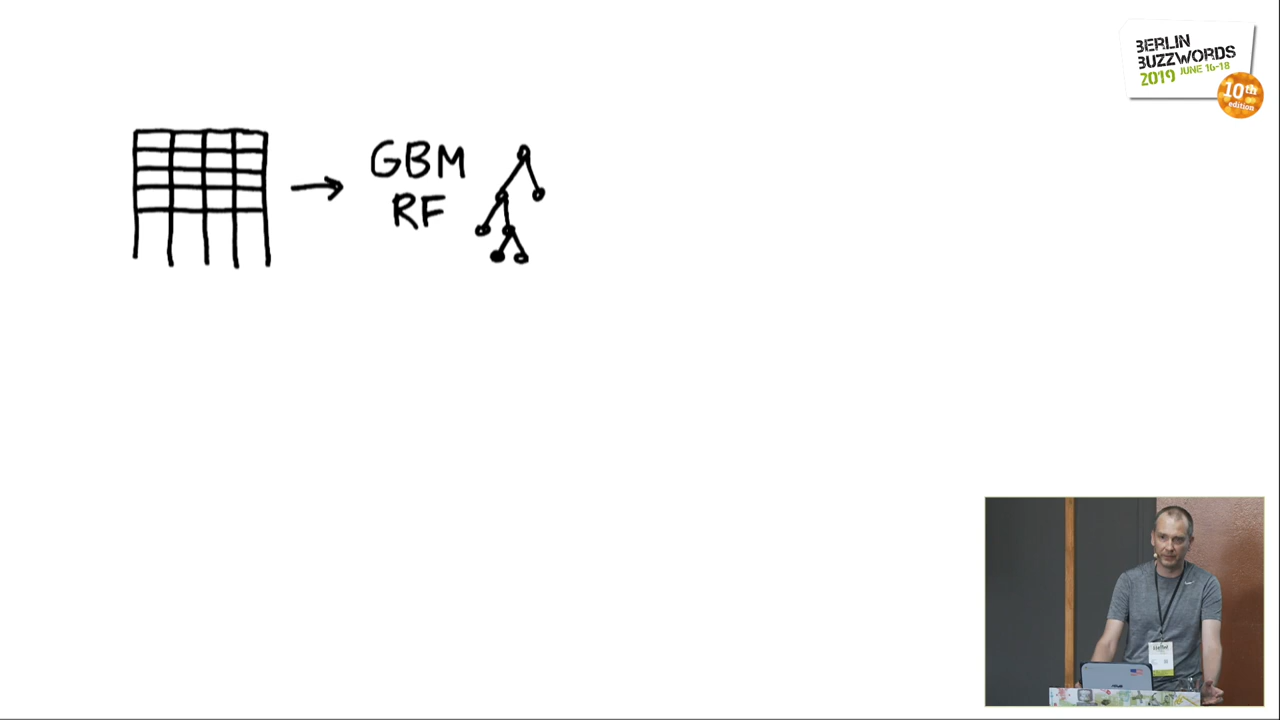 BERLIN
BUZZWORDS
2019 JUNE 16-18
10th
edition
GBM
RF